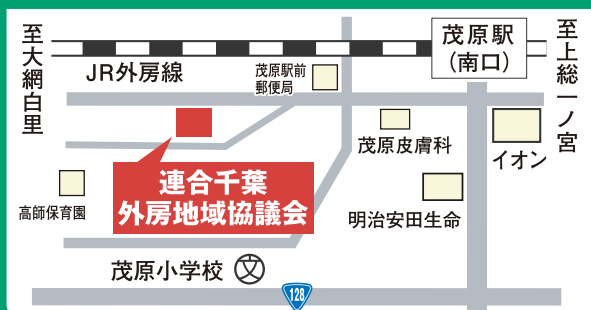 至大網白里
JR外房線
茂原駅前
郵便局
茂原駅
(南口)
至上総一ノ宮
茂原皮膚科
イオン
連合千葉
外房地域協議会
高師保育園
明治安田生命
茂原小学校
文
128